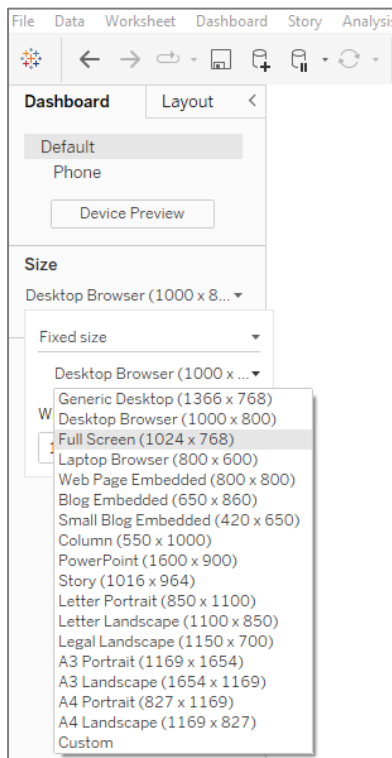 File Data Worksheet Dashboard Story Analysis
Dashboard Layout <
Default
Phone
Device Preview
Size
Desktop Browser (1000 x 8...
Fixed size
Desktop Browser (1000 x ...
Generic Desktop (1366 x 768)
Desktop Browser (1000 x 800)
Full Screen (1024 x 768)
Laptop Browser (800 x 600)
Web Page Embedded (800 x 800)
Blog Embedded (650 x 860)
Small Blog Embedded (420 x 650)
Column (550 x 1000)
PowerPoint (1600 x 900)
Story (1016 x 964)
Letter Portrait (850 x 1100)
Letter Landscape (1100 x 850)
Legal Landscape (1150 x 700)
A3 Portrait (1169 x 1654)
A3 Landscape (1654 x 1169)
A4 Portrait (827 x 1169)
A4 Landscape (1169 x 827)
Custom